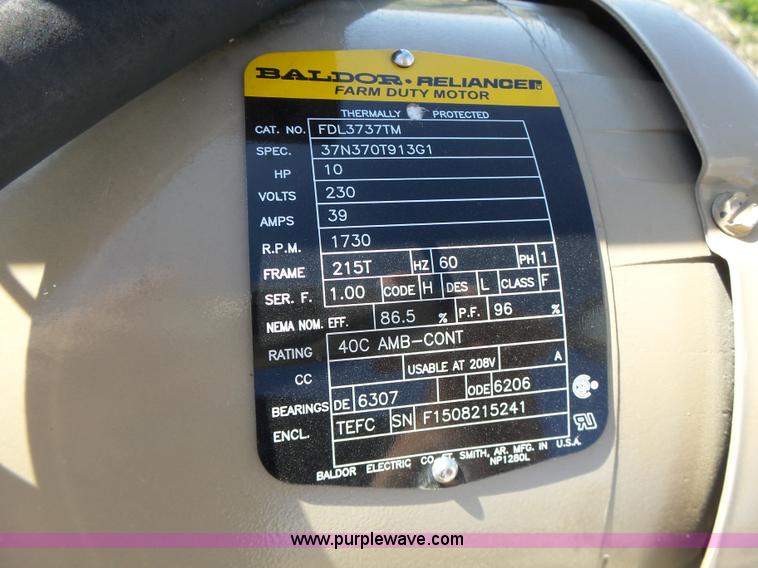 BALDOR • RELIANCE
FARM DUTY MOTOR
THERMALLY PROTECTED
CAT. NO. FDL3737TM
SPEC. 37N370T913G1
HP 10
VOLTS 230
AMPS 39
R.P.M. 1730
FRAME 215T HZ 60 PH 1
SER. F. 1.00 CODE H DES L CLASS F
NEMA NOM. EFF. 86.5 % P.F. 96 %
RATING 40C AMB-CONT
CC USABLE AT 208V A
BEARINGS DE 6307 ODE 6206
ENCL. TEFC SN F1508215241
BALDOR ELECTRIC CO. FT. SMITH, AR. MFG. IN U.S.A.
NP1280L
www.purplewave.com